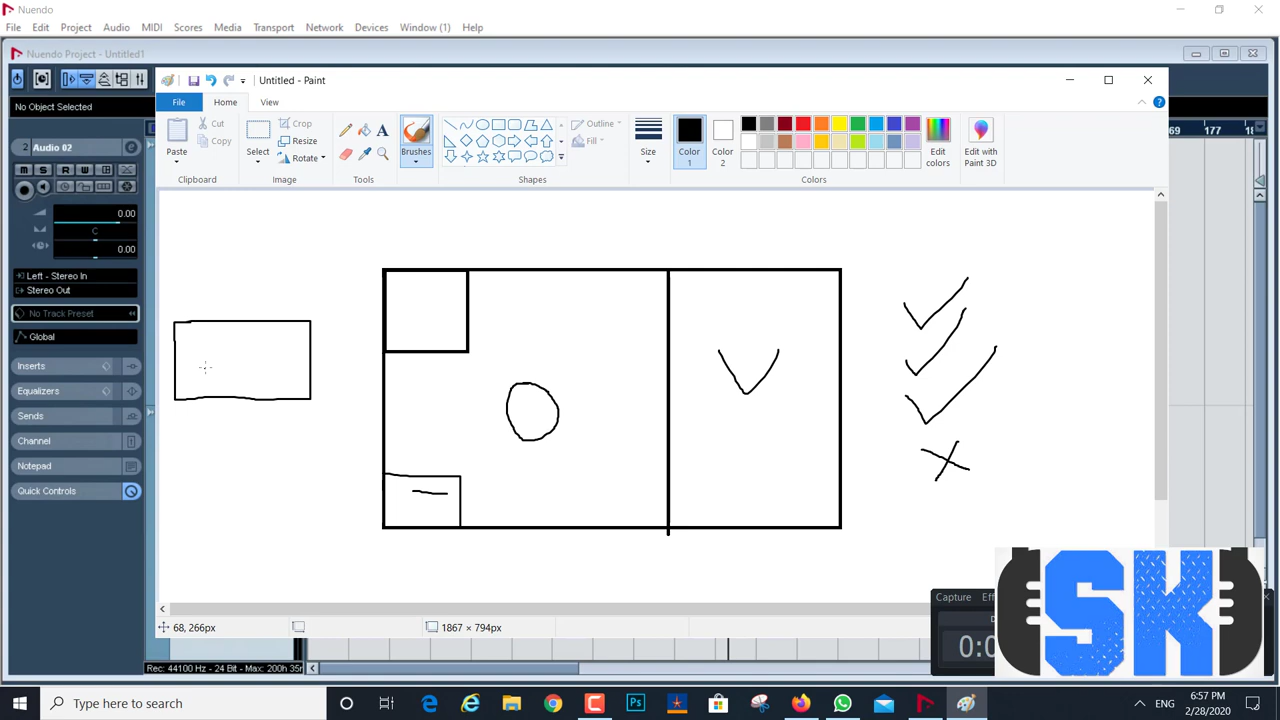 Nuendo
File Edit Project Audio MIDI Scores Media Transport Network Devices Window (1) Help
Nuendo Project - Untitled1
Untitled - Paint
No Object Selected
File Home View
Cut
Copy
Paste
Clipboard
Select
Crop
Resize
Rotate
Image
Tools
Brushes
Shapes
Outline
Fill
Size
Color 1
Color 2
Edit colors
Colors
Edit with Paint 3D
69 177
2 Audio 02
m S R W
0.00
C
0.00
Left - Stereo In
Stereo Out
No Track Preset
Global
Inserts
Equalizers
Sends
Channel
Notepad
Quick Controls
68, 266px
1867 × 794px
Capture
SK
Rec: 44100 Hz - 24 Bit - Max: 200h 35
Type here to search
Ps
ENG
6:57 PM
2/28/2020